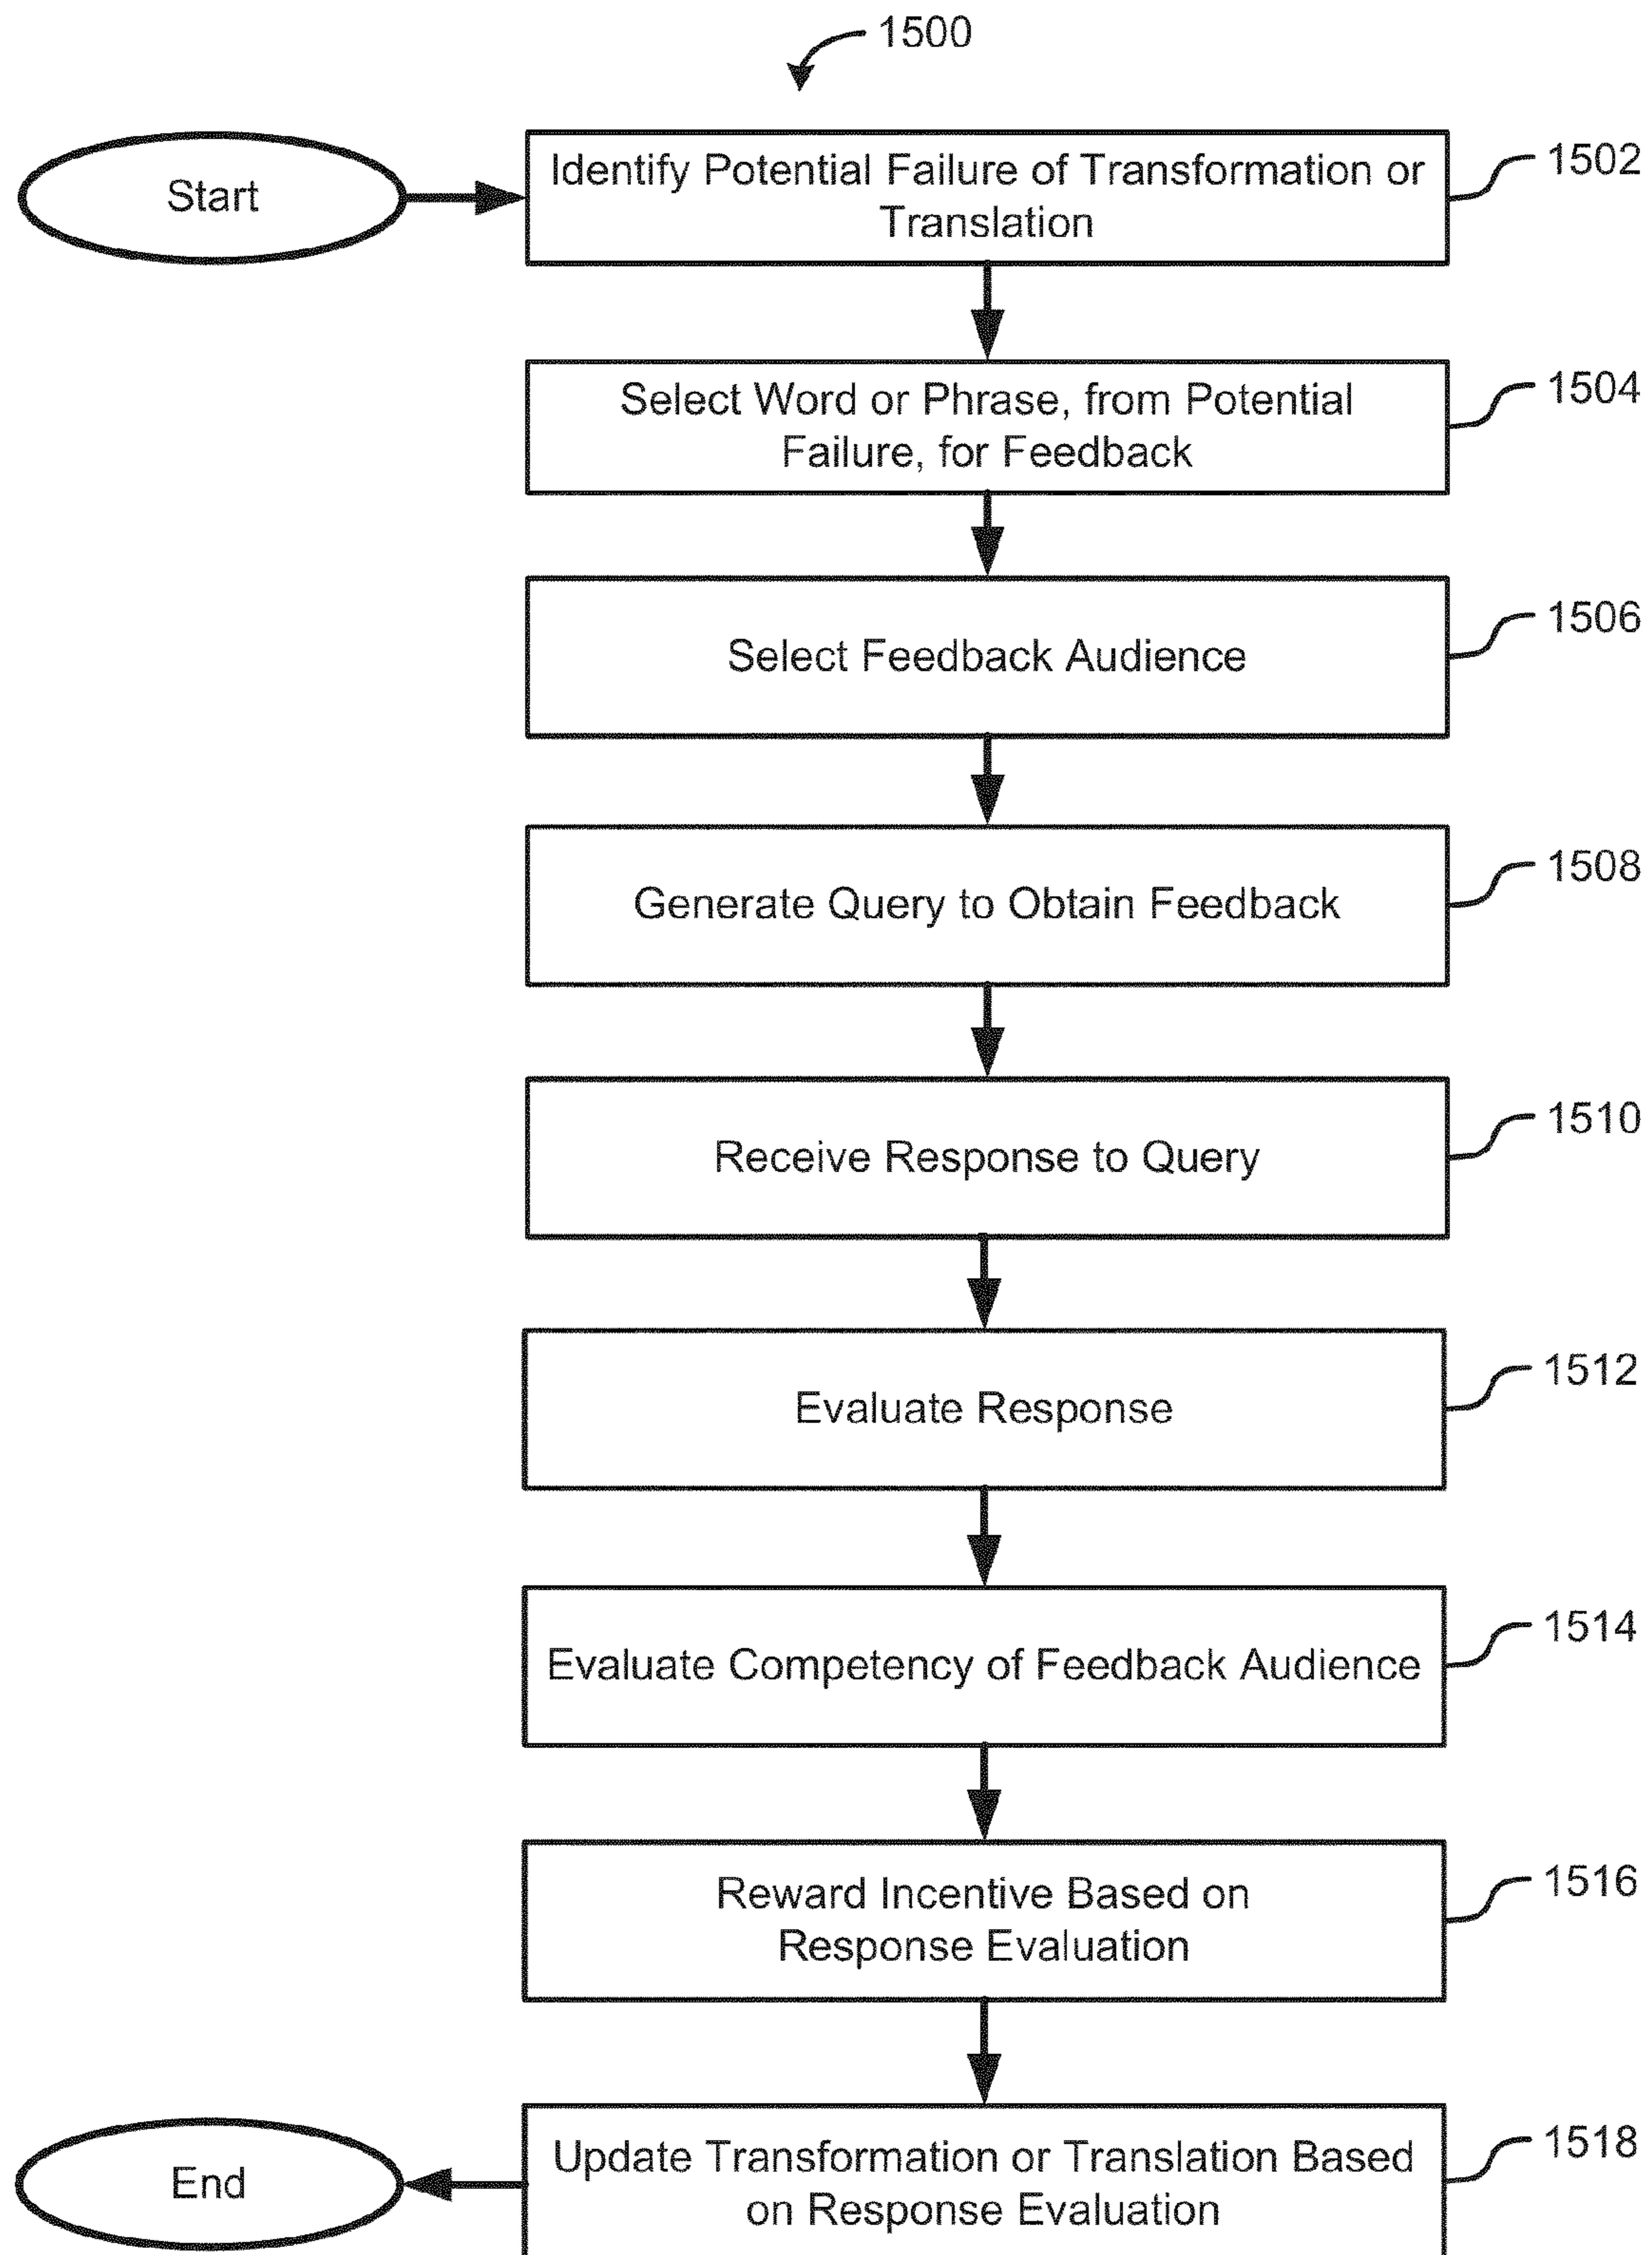 1500
Start
Identify Potential Failure of Transformation or
Translation
1502
Select Word or Phrase, from Potential
Failure, for Feedback
1504
Select Feedback Audience
1506
Generate Query to Obtain Feedback
1508
Receive Response to Query
1510
Evaluate Response
1512
Evaluate Competency of Feedback Audience
1514
Reward Incentive Based on
Response Evaluation
1516
Update Transformation or Translation Based
on Response Evaluation
1518
End